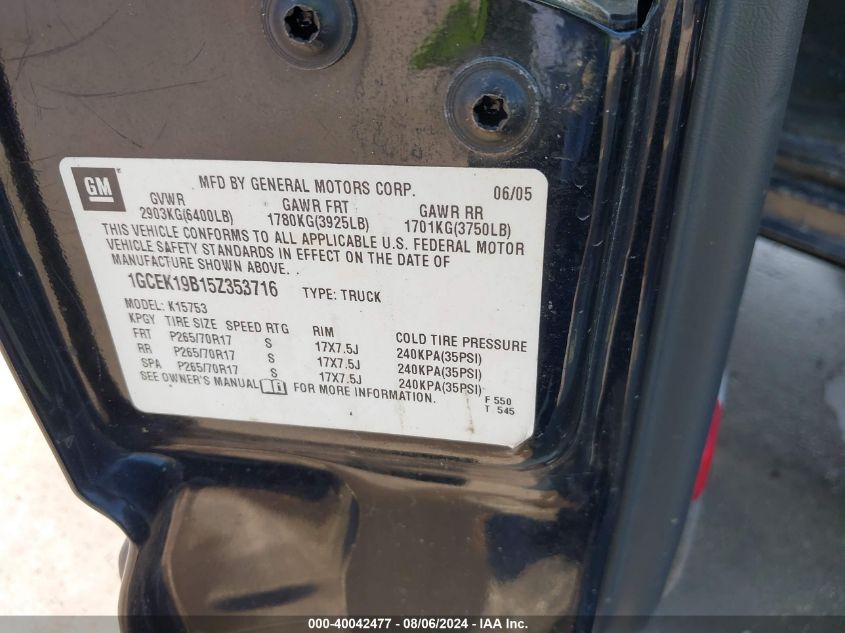 GM
MFD BY GENERAL MOTORS CORP. 06/05
GVWR GAWR FRT GAWR RR
2903KG(6400LB) 1780KG(3925LB) 1701KG(3750LB)
THIS VEHICLE CONFORMS TO ALL APPLICABLE U.S. FEDERAL MOTOR
VEHICLE SAFETY STANDARDS IN EFFECT ON THE DATE OF
MANUFACTURE SHOWN ABOVE.
1GCEK19B15Z353716 TYPE: TRUCK
MODEL: K15753
KPGY TIRE SIZE SPEED RTG RIM COLD TIRE PRESSURE
FRT P265/70R17 S 17X7.5J 240KPA(35PSI)
RR P265/70R17 S 17X7.5J 240KPA(35PSI)
SPA P265/70R17 S 17X7.5J 240KPA(35PSI)
SEE OWNER'S MANUAL FOR MORE INFORMATION.
F 550
T 545
000-40042477 - 08/06/2024 - IAA Inc.